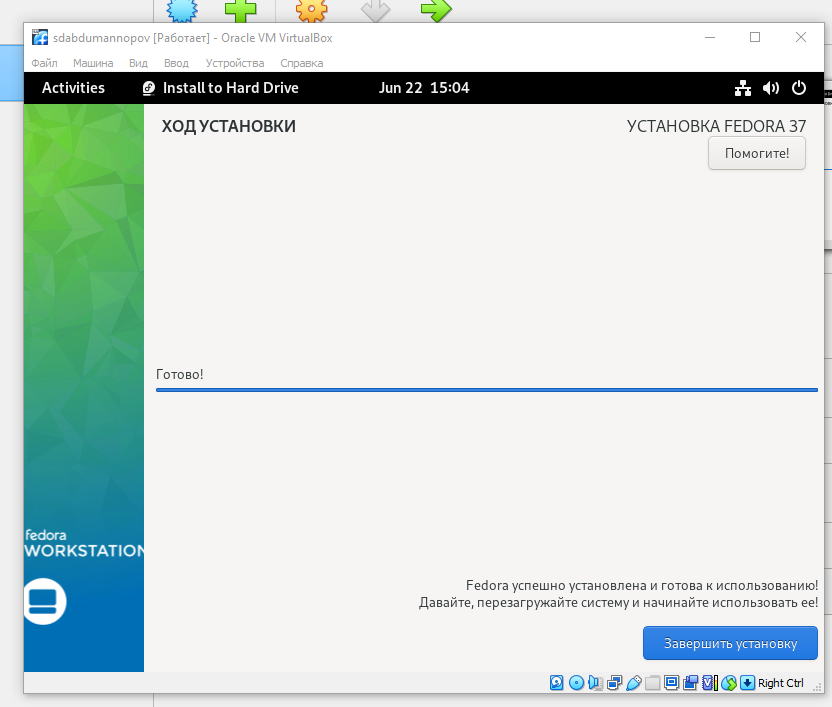 sdabdumannopov [Работает] - Oracle VM VirtualBox
Файл Машина Вид Ввод Устройства Справка
Activities Install to Hard Drive Jun 22 15:04
ХОД УСТАНОВКИ УСТАНОВКА FEDORA 37
Помогите!
Готово!
fedora
WORKSTATION
Fedora успешно установлена и готова к использованию!
Давайте, перезагружайте систему и начинайте использовать ее!
Завершить установку
Right Ctrl